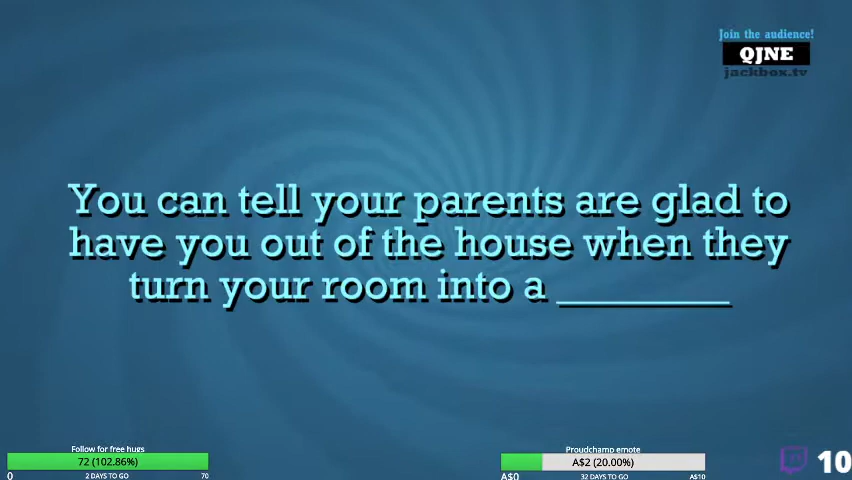 Join the audience!
QJNE
jackbox.tv
You can tell your parents are glad to
have you out of the house when they
turn your room into a ________
Follow for free hugs
72 (102.86%)
0 2 DAYS TO GO 70
Proudchamp emote
A$2 (20.00%)
A$0 32 DAYS TO GO A$10
10